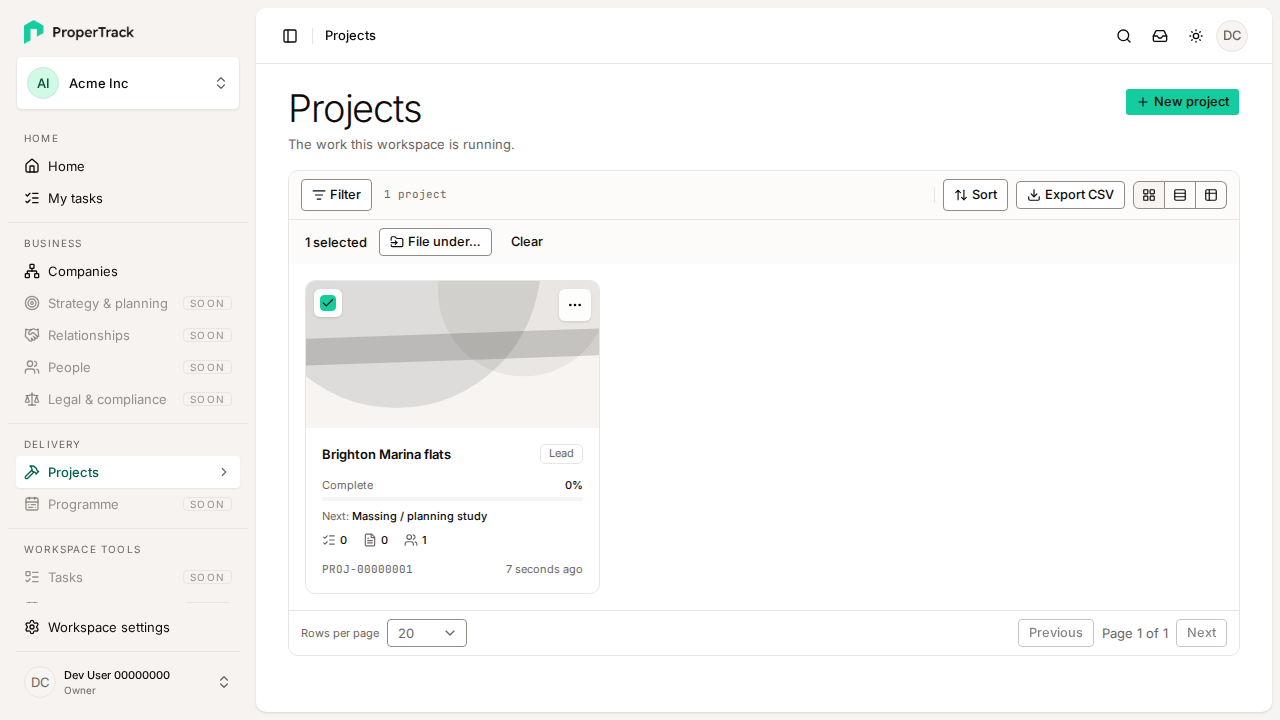 ProperTrack
AI
Acme Inc
HOME
Home
My tasks
BUSINESS
Companies
Strategy & planning SOON
Relationships SOON
People SOON
Legal & compliance SOON
DELIVERY
Projects
Programme SOON
WORKSPACE TOOLS
Tasks SOON
Workspace settings
DC
Dev User 00000000
Owner
Projects
DC
Projects
The work this workspace is running.
New project
Filter
1 project
Sort
Export CSV
1 selected
File under...
Clear
Brighton Marina flats
Lead
Complete 0%
Next: Massing / planning study
0 0 1
PROJ-00000001
7 seconds ago
Rows per page 20
Previous
Page 1 of 1
Next